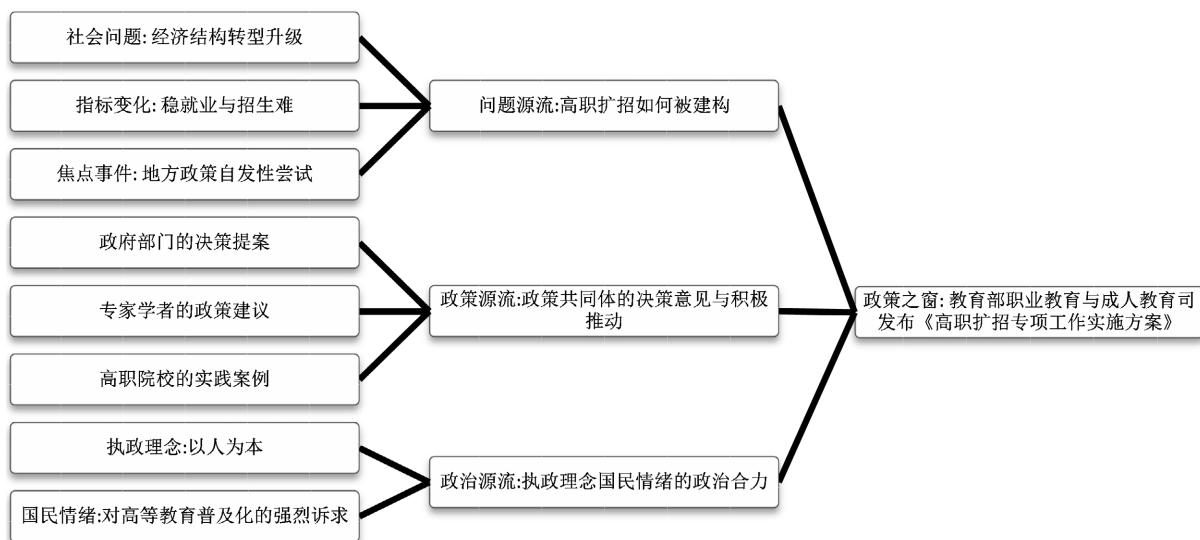 社会问题: 经济结构转型升级
指标变化: 稳就业与招生难
焦点事件: 地方政策自发性尝试
政府部门的决策提案
专家学者的政策建议
高职院校的实践案例
执政理念:以人为本
国民情绪:对高等教育普及化的强烈诉求
问题源流:高职扩招如何被建构
政策源流:政策共同体的决策意见与积极
推动
政治源流:执政理念国民情绪的政治合力
政策之窗: 教育部职业教育与成人教育司
发布《高职扩招专项工作实施方案》